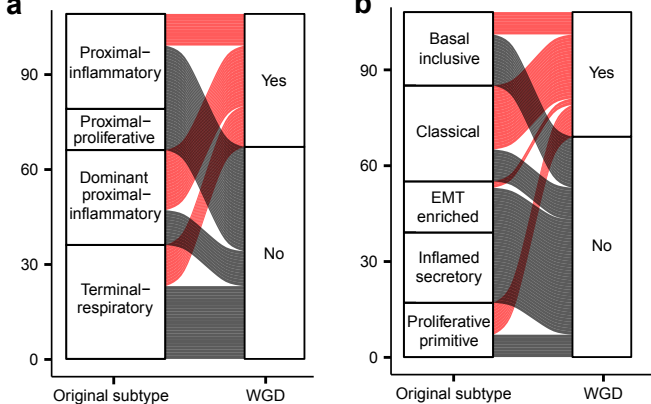 a
90
60
30
0
Proximal−
inflammatory
Proximal−
proliferative
Dominant
proximal−
inflammatory
Terminal−
respiratory
Yes
No
Original subtype
WGD
b
90
60
30
0
Basal
inclusive
Classical
EMT
enriched
Inflamed
secretory
Proliferative
primitive
Yes
No
Original subtype
WGD